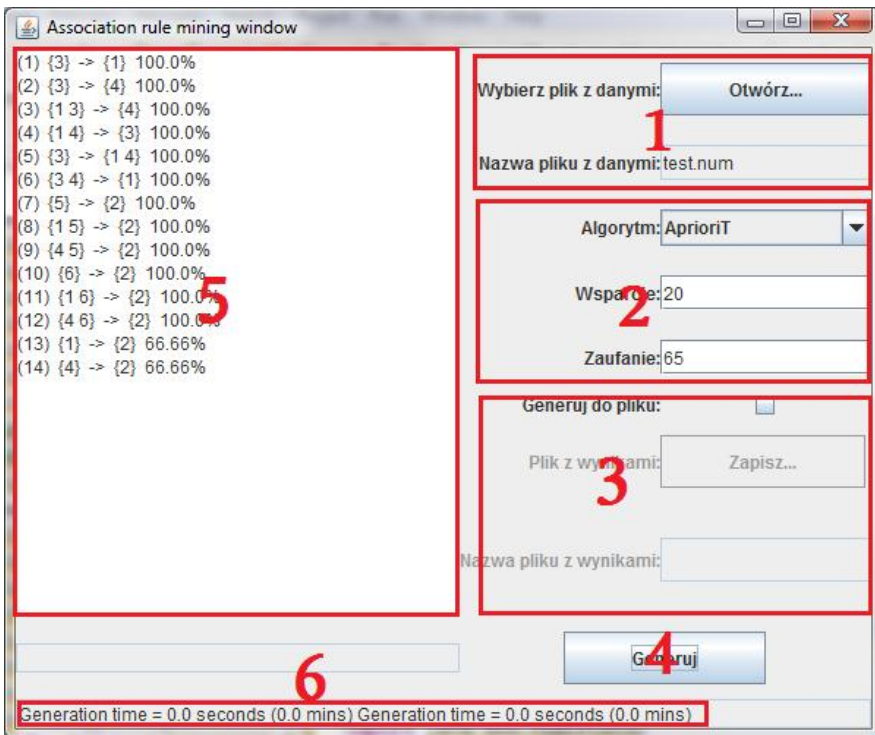 Association rule mining window
(1) {3} -> {1} 100.0%
(2) {3} -> {4} 100.0%
(3) {1 3} -> {4} 100.0%
(4) {1 4} -> {3} 100.0%
(5) {3} -> {1 4} 100.0%
(6) {3 4} -> {1} 100.0%
(7) {5} -> {2} 100.0%
(8) {1 5} -> {2} 100.0%
(9) {4 5} -> {2} 100.0%
(10) {6} -> {2} 100.0%
(11) {1 6} -> {2} 100.0%
(12) {4 6} -> {2} 100.0%
(13) {1} -> {2} 66.66%
(14) {4} -> {2} 66.66%
5
Wybierz plik z danymi: Otwórz...
1
Nazwa pliku z danymi: test.num
Algorytm: AprioriT
Wsparcie: 20
2
Zaufanie: 65
Generuj do pliku:
Plik z wynikami: Zapisz...
3
Nazwa pliku z wynikami:
Generuj
4
6
Generation time = 0.0 seconds (0.0 mins) Generation time = 0.0 seconds (0.0 mins)